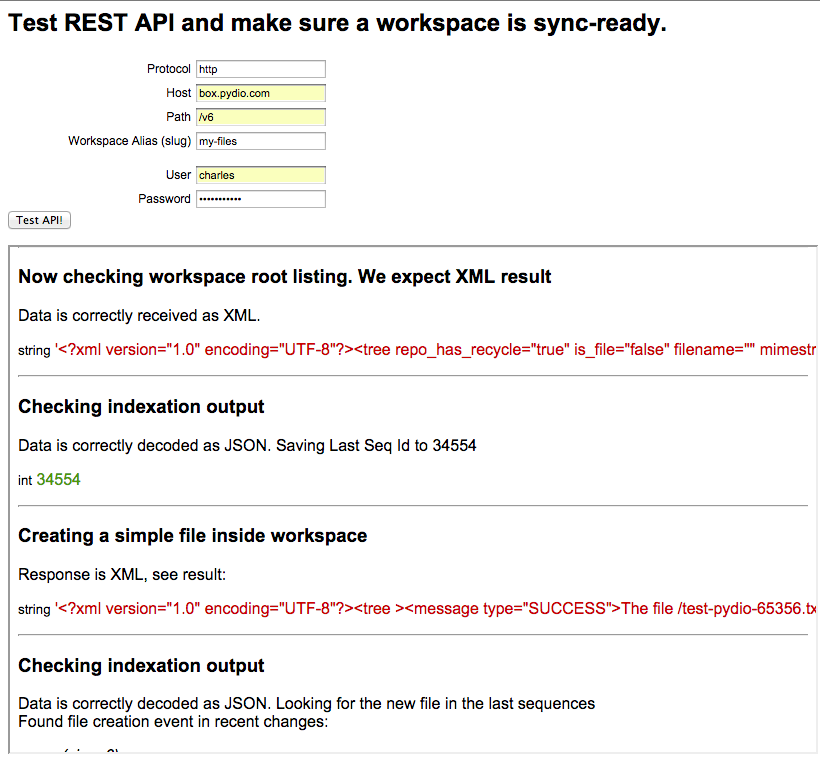 Test REST API and make sure a workspace is sync-ready.
Protocol http
Host box.pydio.com
Path /v6
Workspace Alias (slug) my-files
User charles
Password •••••••••••
Test API!
Now checking workspace root listing. We expect XML result
Data is correctly received as XML.
string '<?xml version="1.0" encoding="UTF-8"?><tree repo_has_recycle="true" is_file="false" filename="" mimestr
Checking indexation output
Data is correctly decoded as JSON. Saving Last Seq Id to 34554
int 34554
Creating a simple file inside workspace
Response is XML, see result:
string '<?xml version="1.0" encoding="UTF-8"?><tree ><message type="SUCCESS">The file /test-pydio-65356.tx
Checking indexation output
Data is correctly decoded as JSON. Looking for the new file in the last sequences
Found file creation event in recent changes: